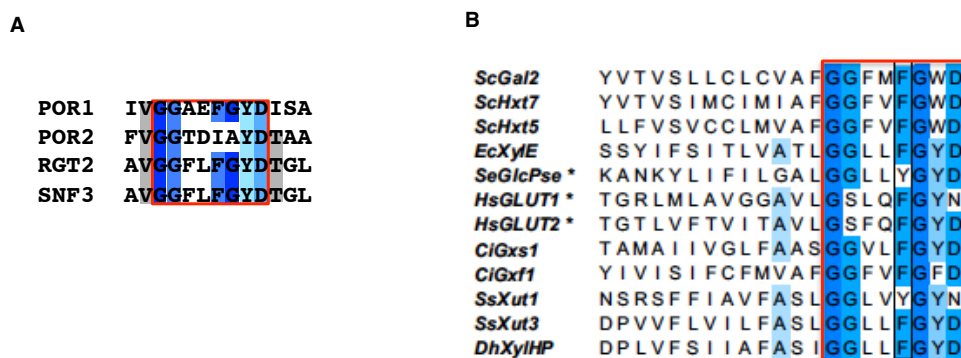 A
POR1 IVGGAEFGYDISA
POR2 FVGGTDIAYDTAA
RGT2 AVGGFLFGYDTGL
SNF3 AVGGFLFGYDTGL
B
ScGal2 YVTVSLLCLCVAFGGFMFGWD
ScHxt7 YVTVSIMCIMIAFGGFVFGWD
ScHxt5 LLFVSVCCLMVAFGGFVFGWD
EcXylE SSYIFSITLVATLGGLLFGYD
SeGlcPse * KANKYLIFILGALGGLLYGYD
HsGLUT1 * TGRLMLAVGGAVLGSLQFGYN
HsGLUT2 * TGTLVFTVITAVLGSFQFGYD
CiGxs1 TAMAIIVGLFAASGGVLFGYD
CiGxf1 YIVISIFCFMVAFGGFVFGFD
SsXut1 NSRSFFIAVFASLGGLVYGYN
SsXut3 DPVVFLVILFASLGGLLFGYD
DhXylHP DPLVFSIIAFASIGGLLFGYD